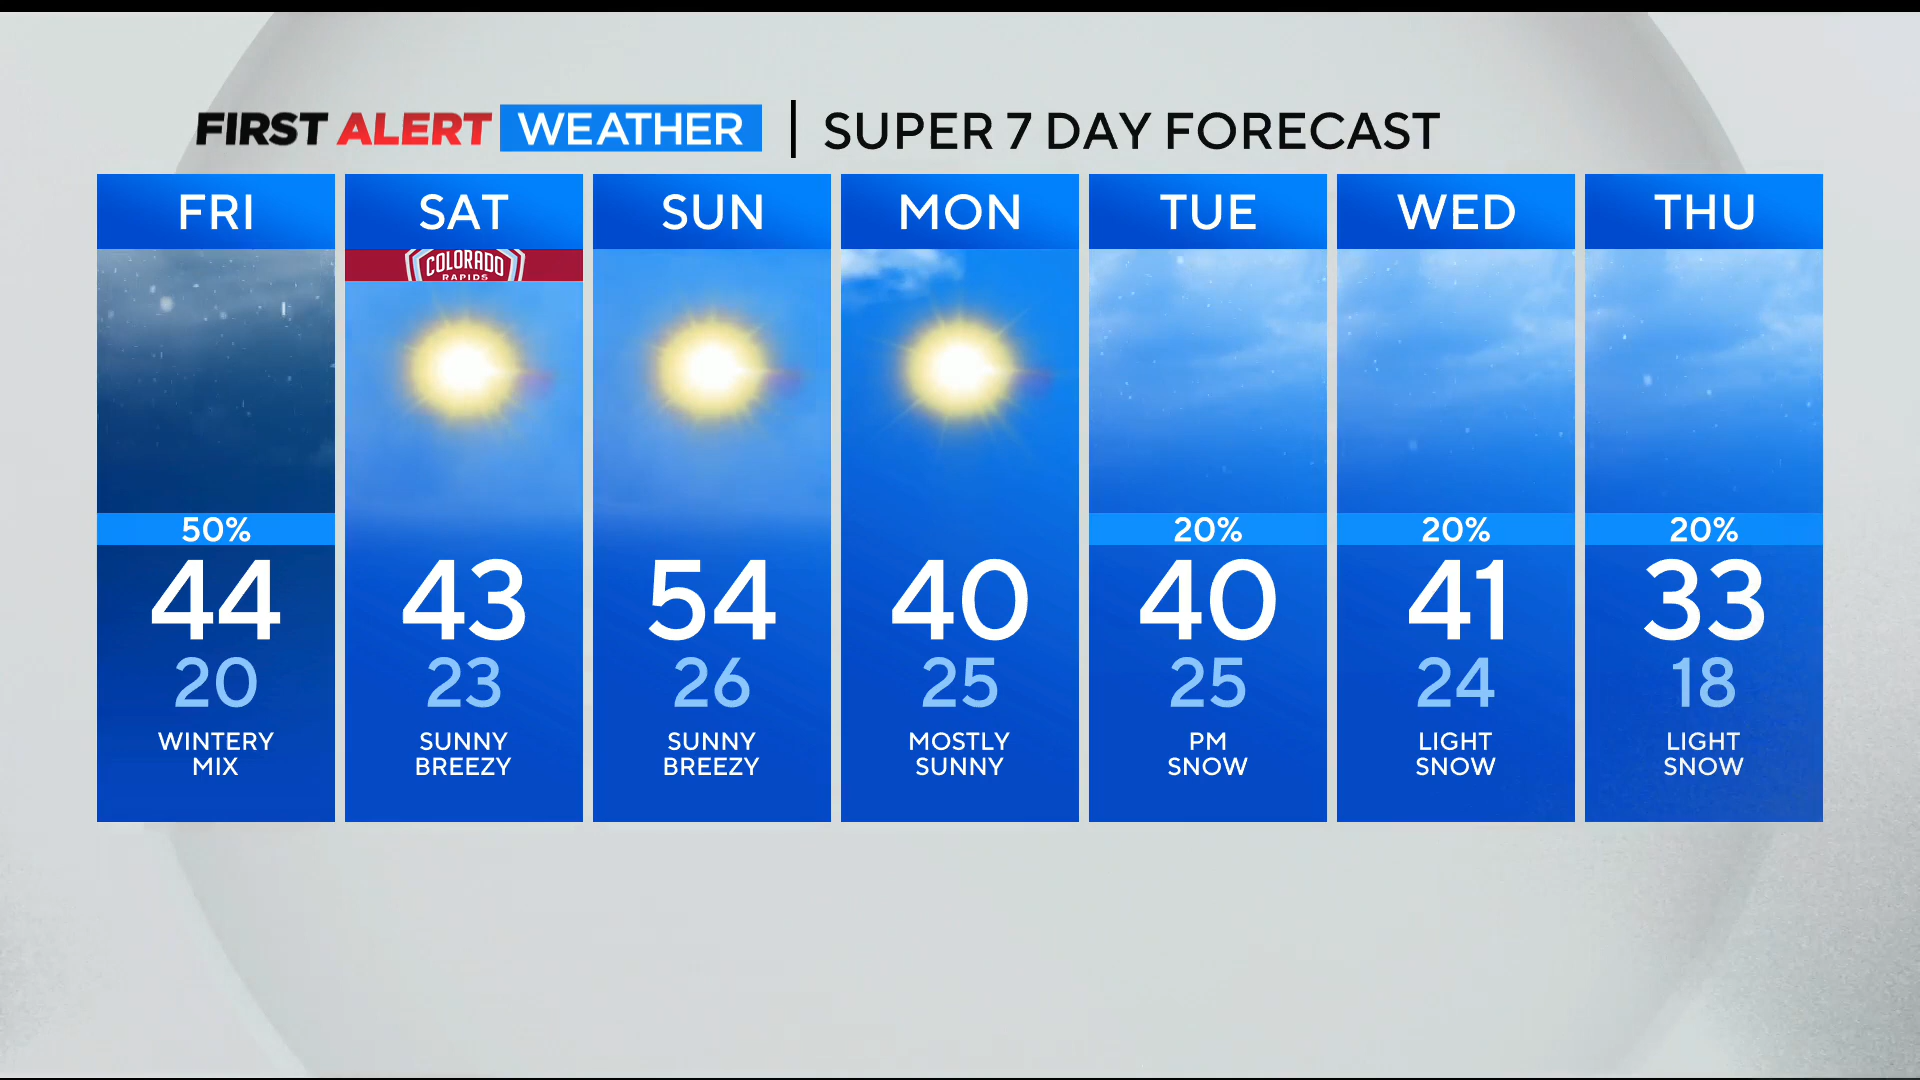 FIRST ALERT WEATHER | SUPER 7 DAY FORECAST
FRI
50%
44
20
WINTERY
MIX
SAT
COLORADO
RAPIDS
43
23
SUNNY
BREEZY
SUN
54
26
SUNNY
BREEZY
MON
40
25
MOSTLY
SUNNY
TUE
20%
40
25
PM
SNOW
WED
20%
41
24
LIGHT
SNOW
THU
20%
33
18
LIGHT
SNOW